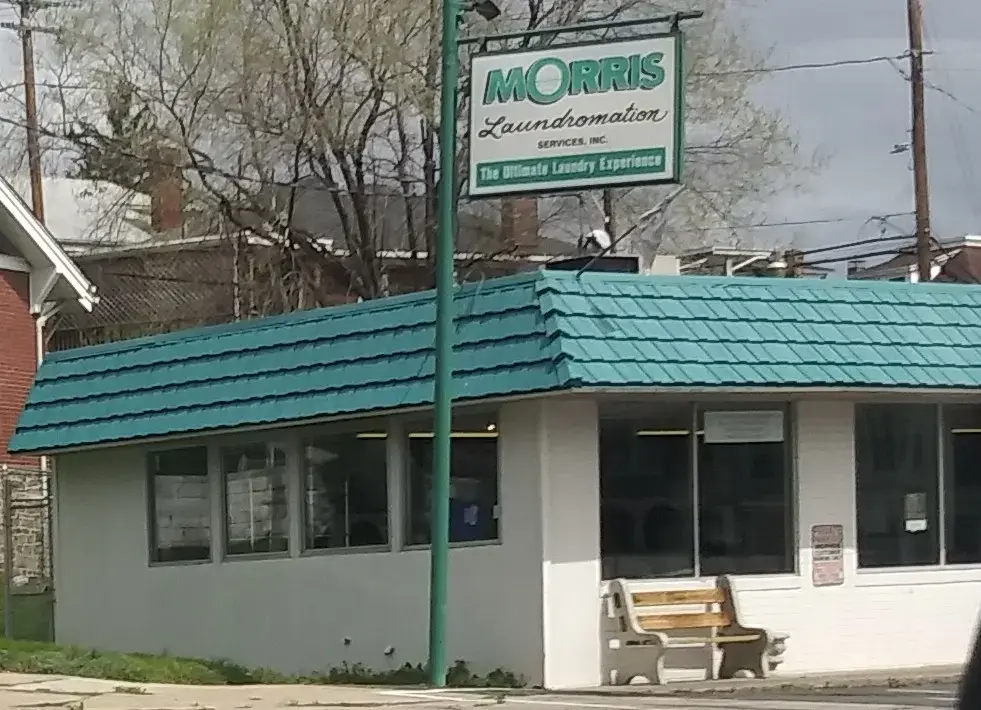 MORRIS
Laundromation
SERVICES, INC.
The Ultimate Laundry Experience